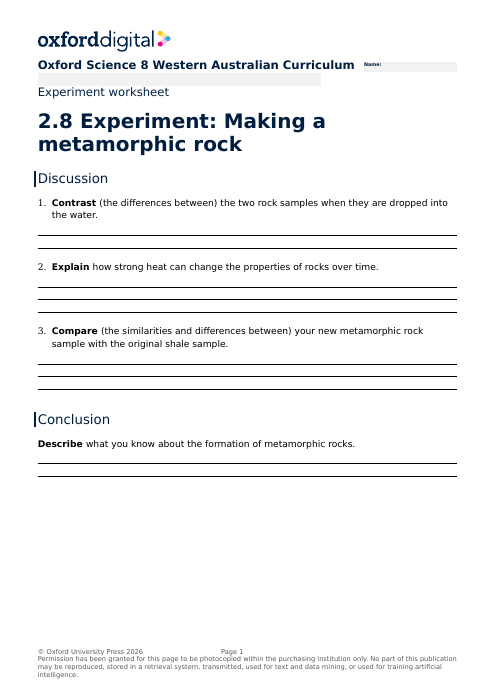 oxforddigital
Oxford Science 8 Western Australian Curriculum
Name:
Experiment worksheet
2.8 Experiment: Making a
metamorphic rock
Discussion
1. Contrast (the differences between) the two rock samples when they are dropped into
the water.
2. Explain how strong heat can change the properties of rocks over time.
3. Compare (the similarities and differences between) your new metamorphic rock
sample with the original shale sample.
Conclusion
Describe what you know about the formation of metamorphic rocks.
© Oxford University Press 2026 Page 1
Permission has been granted for this page to be photocopied within the purchasing institution only. No part of this publication
may be reproduced, stored in a retrieval system, transmitted, used for text and data mining, or used for training artificial
intelligence.